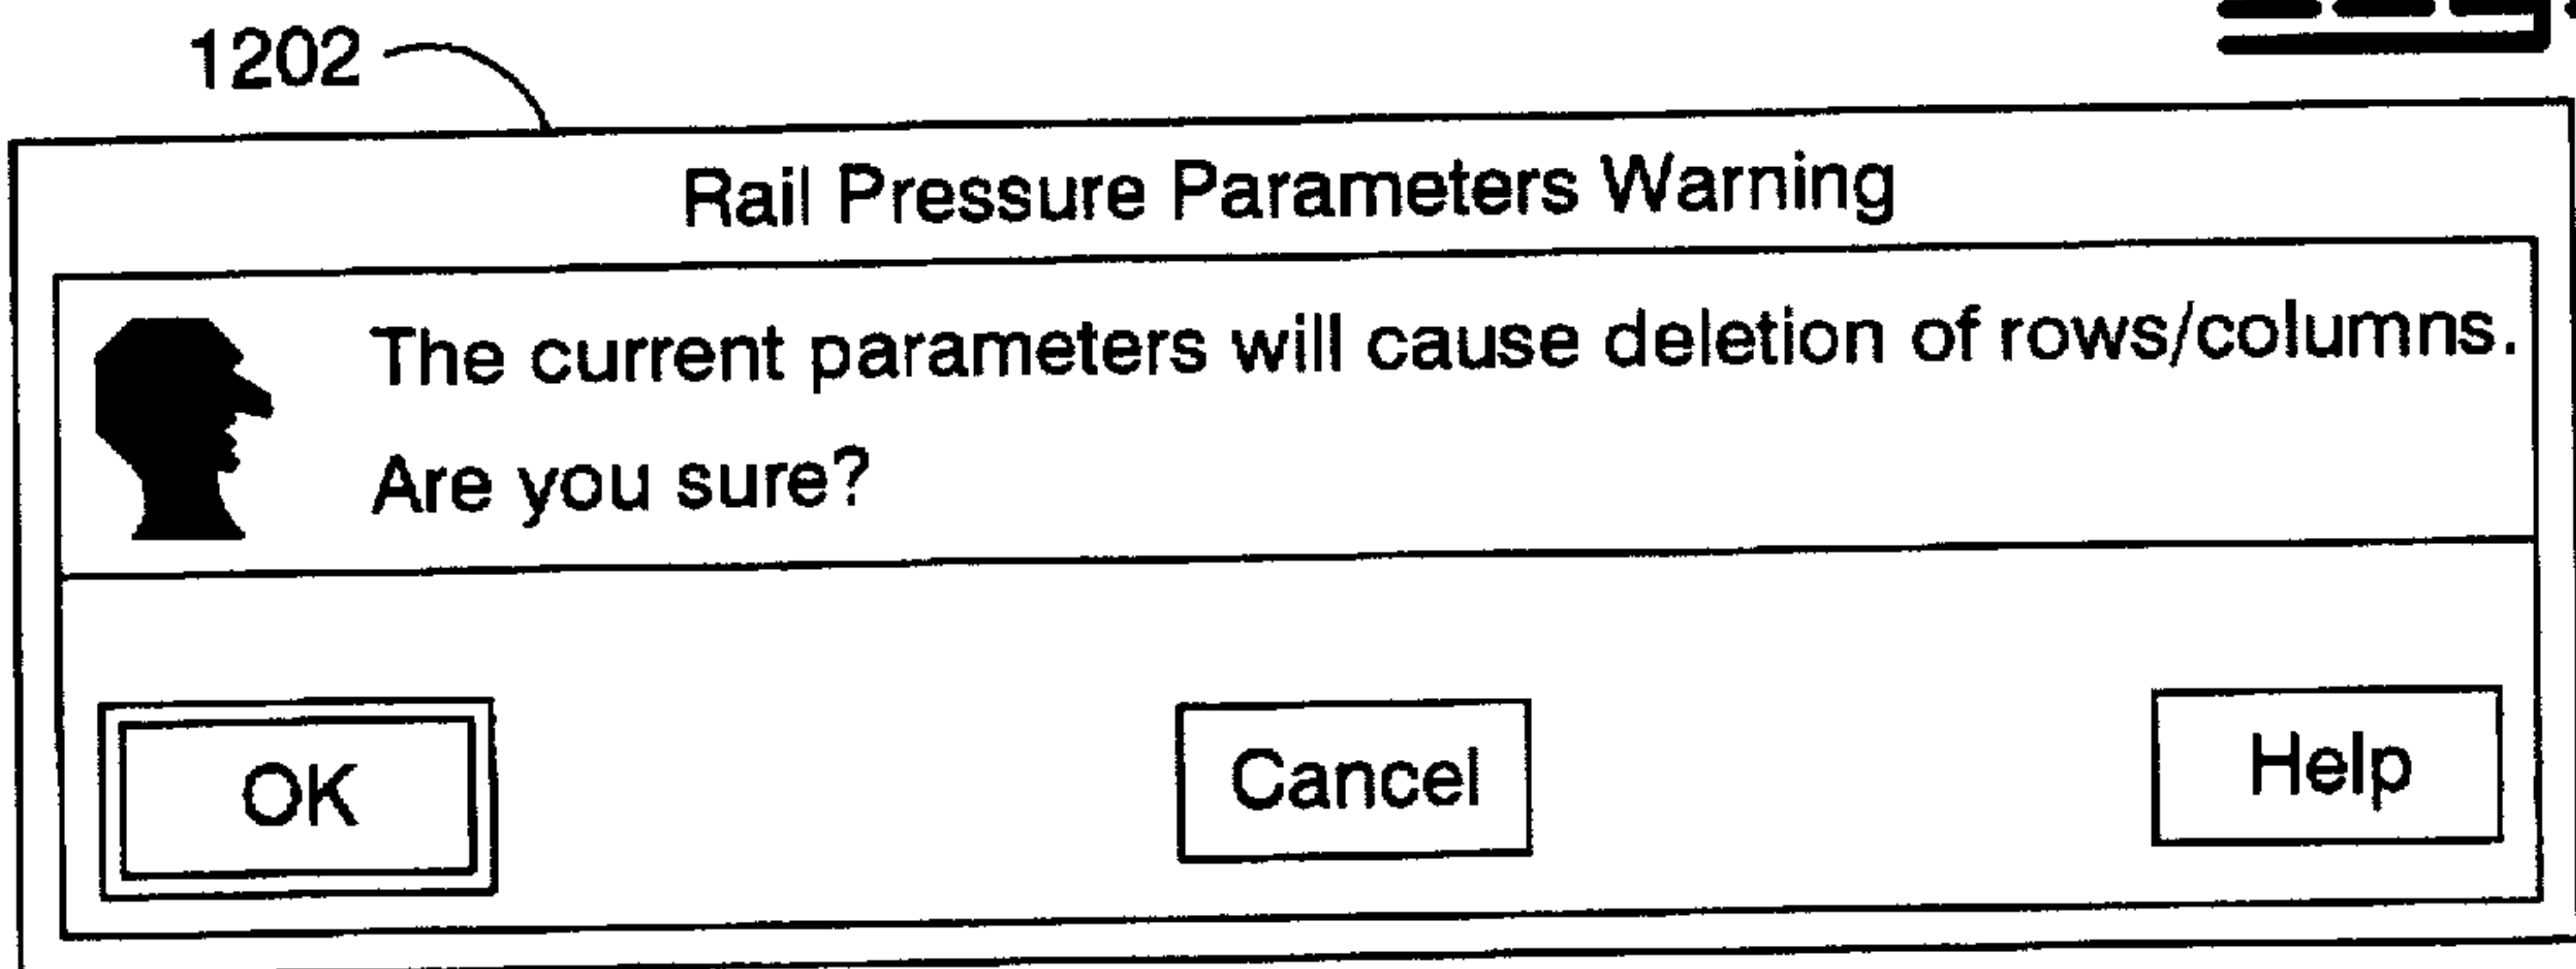 1202
Rail Pressure Parameters Warning
The current parameters will cause deletion of rows/columns.
Are you sure?
OK Cancel Help